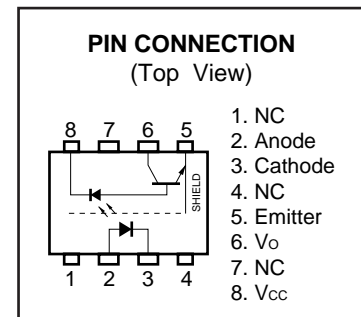 PIN CONNECTION
(Top View)
8 7 6 5
SHIELD
1 2 3 4
1. NC
2. Anode
3. Cathode
4. NC
5. Emitter
6. VO
7. NC
8. VCC